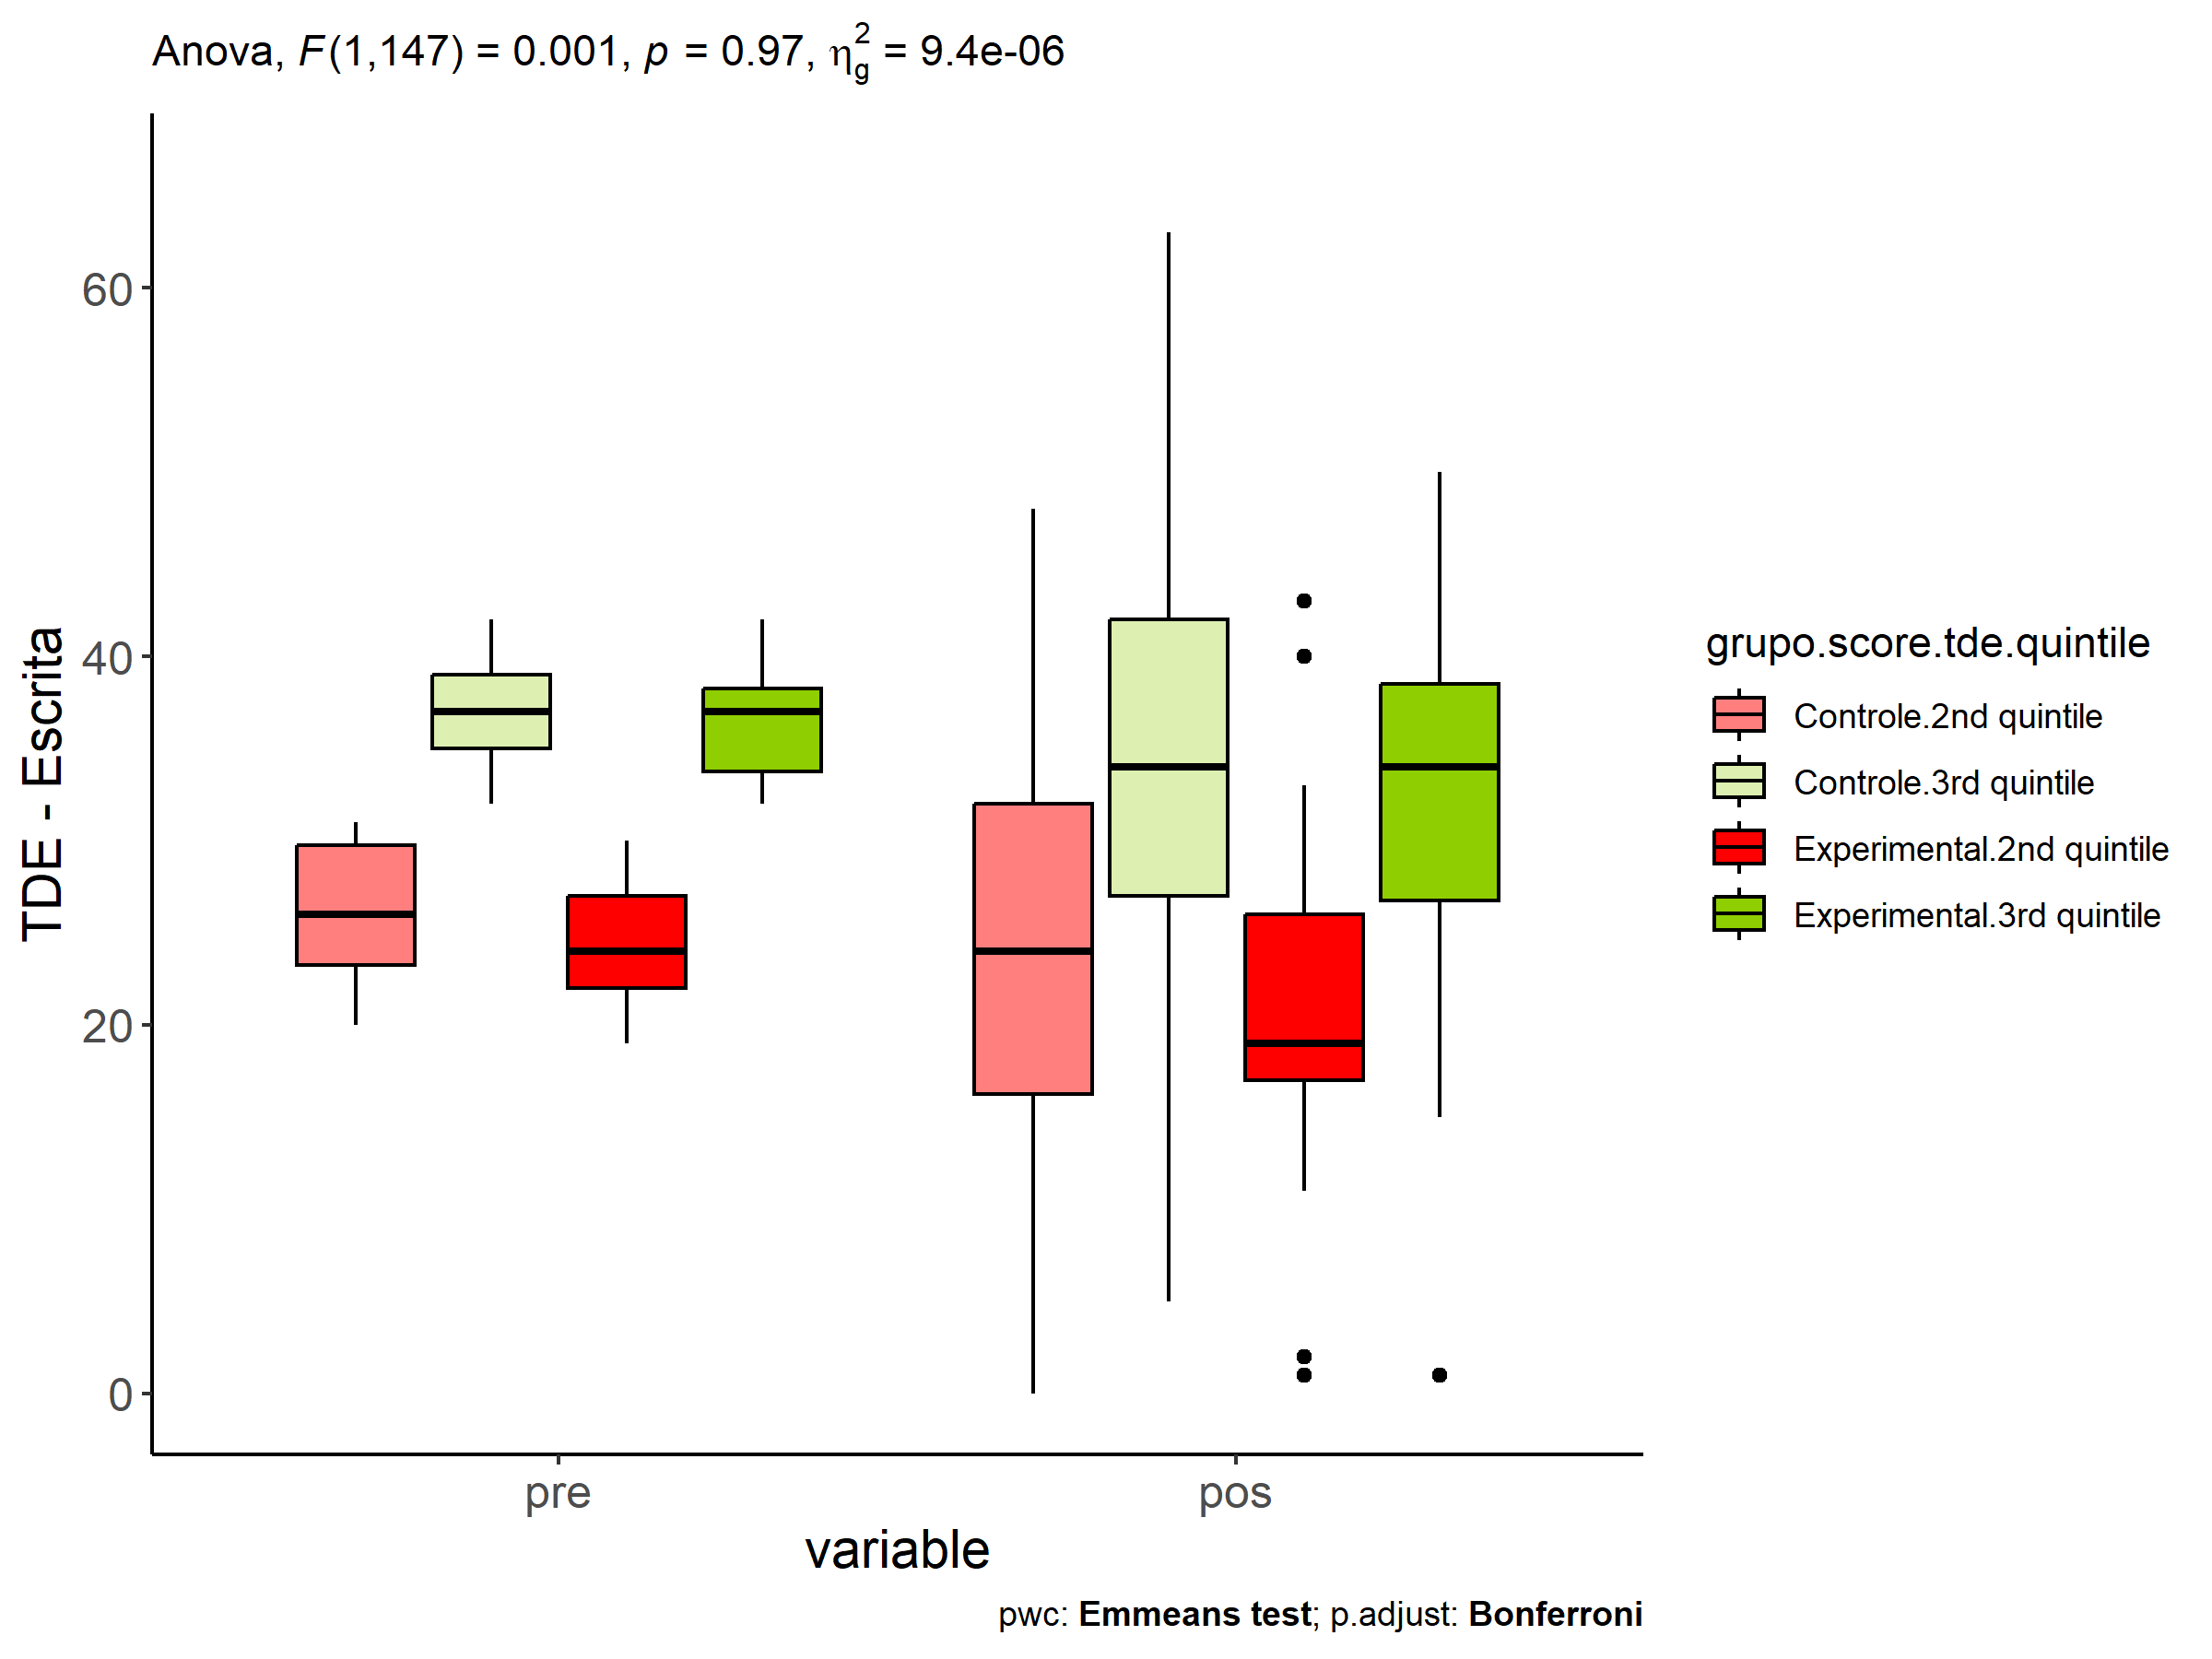 Anova, F(1,147) = 0.001, p = 0.97, η²g = 9.4e-06
TDE - Escrita
60
40
20
0
pre
pos
variable
grupo.score.tde.quintile
Controle.2nd quintile
Controle.3rd quintile
Experimental.2nd quintile
Experimental.3rd quintile
pwc: Emmeans test; p.adjust: Bonferroni